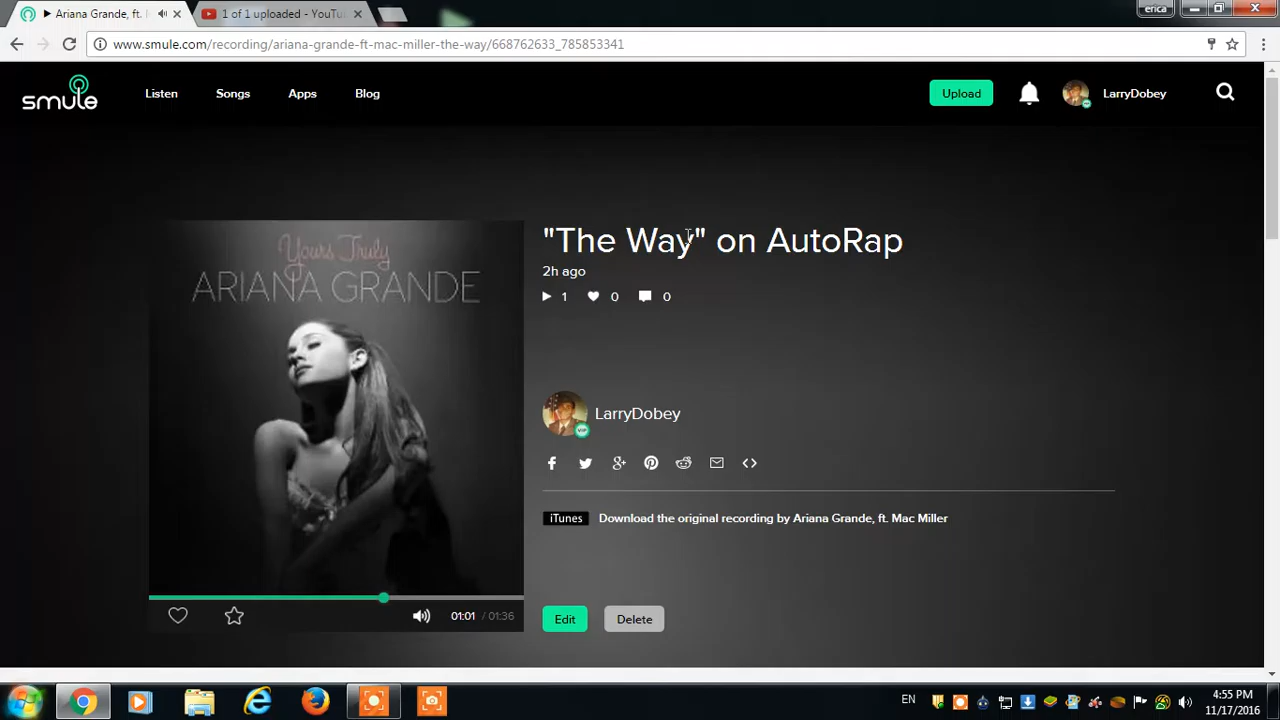 Ariana Grande, ft. M
1 of 1 uploaded - YouTu
erica
www.smule.com/recording/ariana-grande-ft-mac-miller-the-way/668762633_785853341
smule
Listen
Songs
Apps
Blog
Upload
LarryDobey
"The Way" on AutoRap
2h ago
1
0
0
Yours Truly
ARIANA GRANDE
VIP
LarryDobey
iTunes
Download the original recording by Ariana Grande, ft. Mac Miller
01:01 / 01:36
Edit
Delete
EN
4:55 PM
11/17/2016